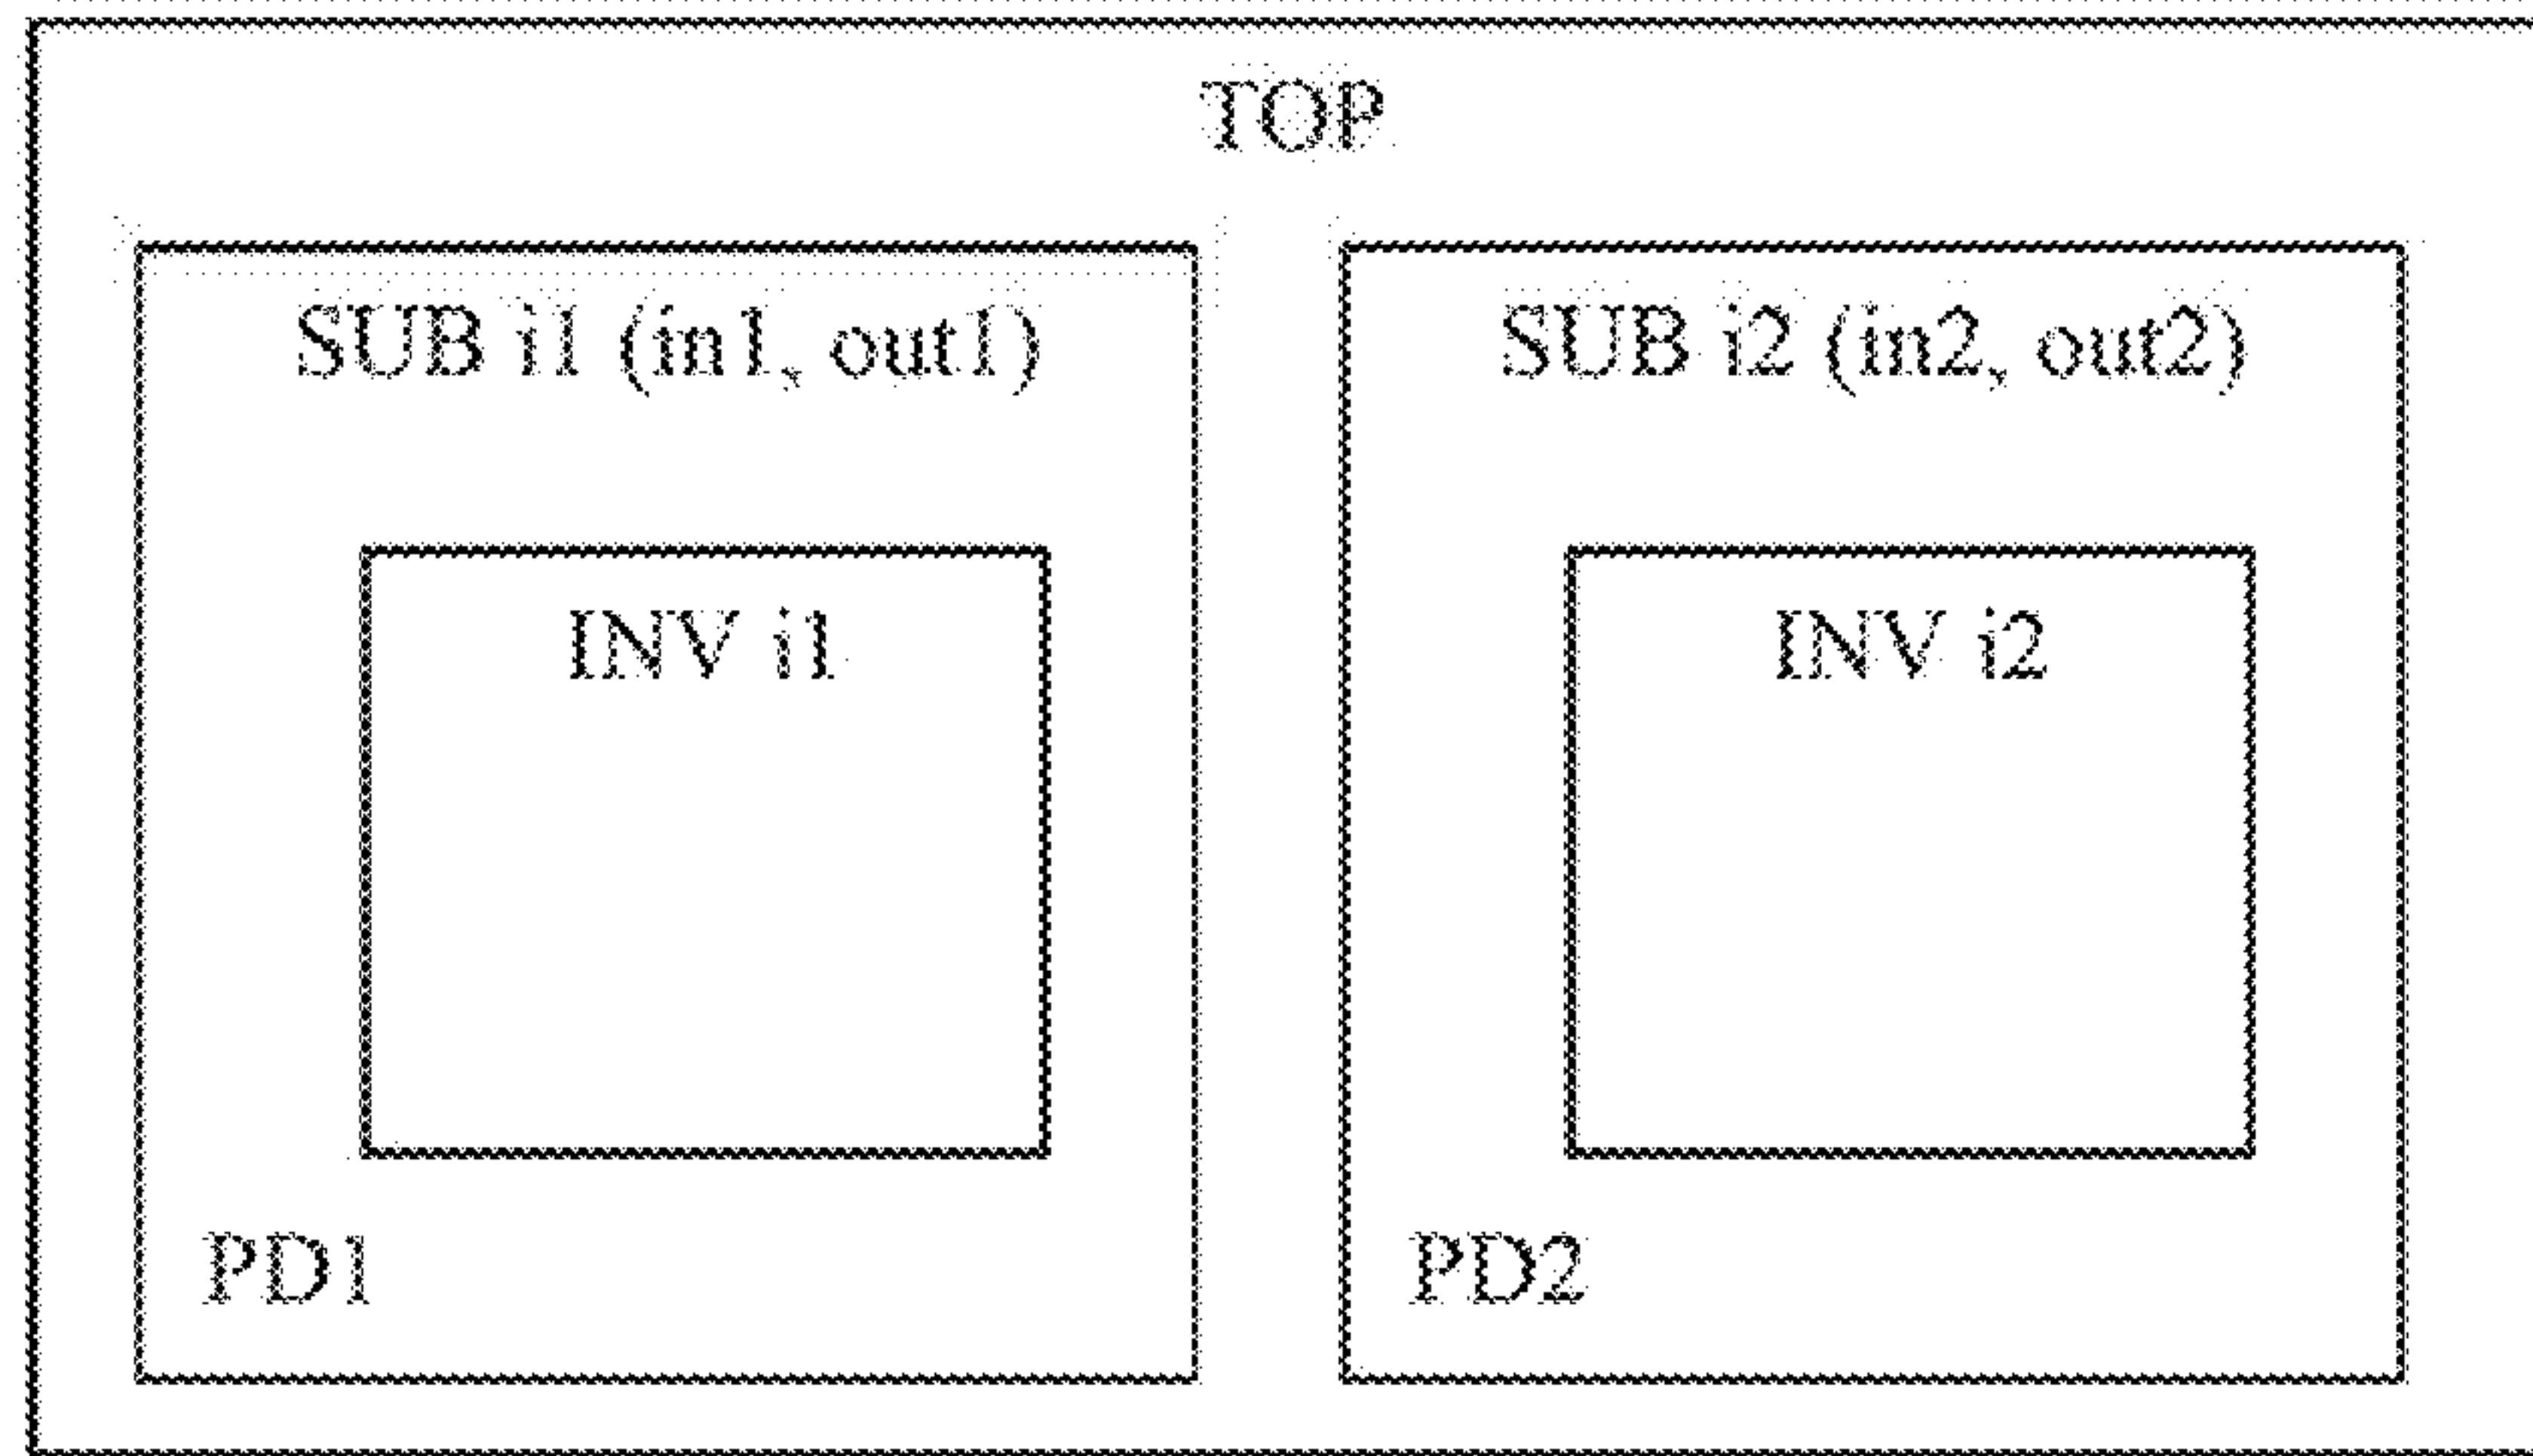 TOP
SUB i1 (in1, out1)
SUB i2 (in2, out2)
INV i1
INV i2
PD1
PD2